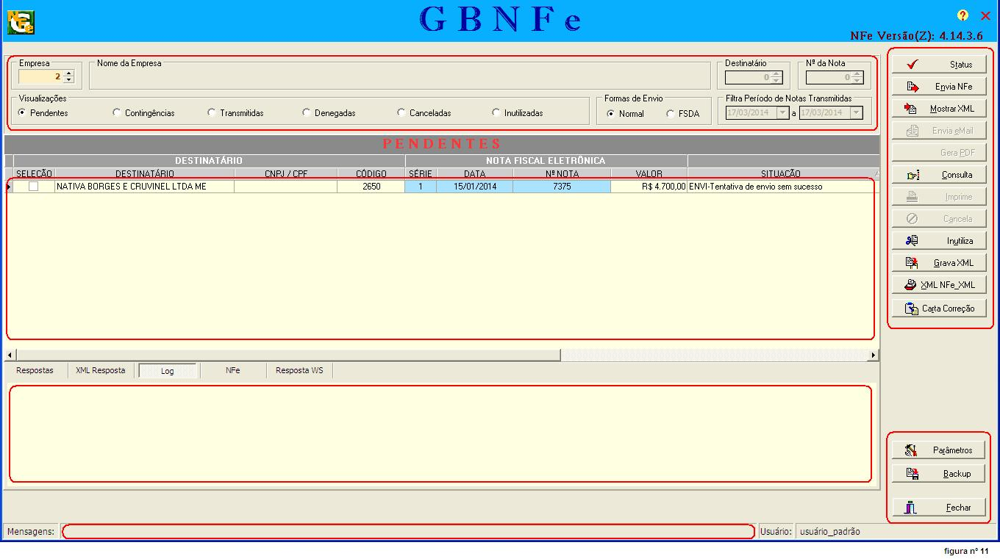 G B N F e
NFe Versão(Z): 4.14.3.6
Empresa
2
Nome da Empresa
Destinatário
0
Nº da Nota
0
Visualizações
Pendentes
Contingências
Transmitidas
Denegadas
Canceladas
Inutilizadas
Formas de Envio
Normal
FSDA
Filtra Período de Notas Transmitidas
17/03/2014 a 17/03/2014
P E N D E N T E S
DESTINATÁRIO NOTA FISCAL ELETRÔNICA
SELEÇÃO DESTINATÁRIO CNPJ / CPF CÓDIGO SÉRIE DATA Nº NOTA VALOR SITUAÇÃO
NATIVA BORGES E CRUVINEL LTDA ME 2650 1 15/01/2014 7375 R$ 4.700,00 ENVI-Tentativa de envio sem sucesso
Respostas
XML Resposta
Log
NFe
Resposta WS
Status
Envia NFe
Mostrar XML
Envia eMail
Gera PDF
Consulta
Imprime
Cancela
Inutiliza
Grava XML
XML NFe_XML
Carta Correção
Parâmetros
Backup
Fechar
Mensagens:
Usuário: usuário_padrão
figura nº 11